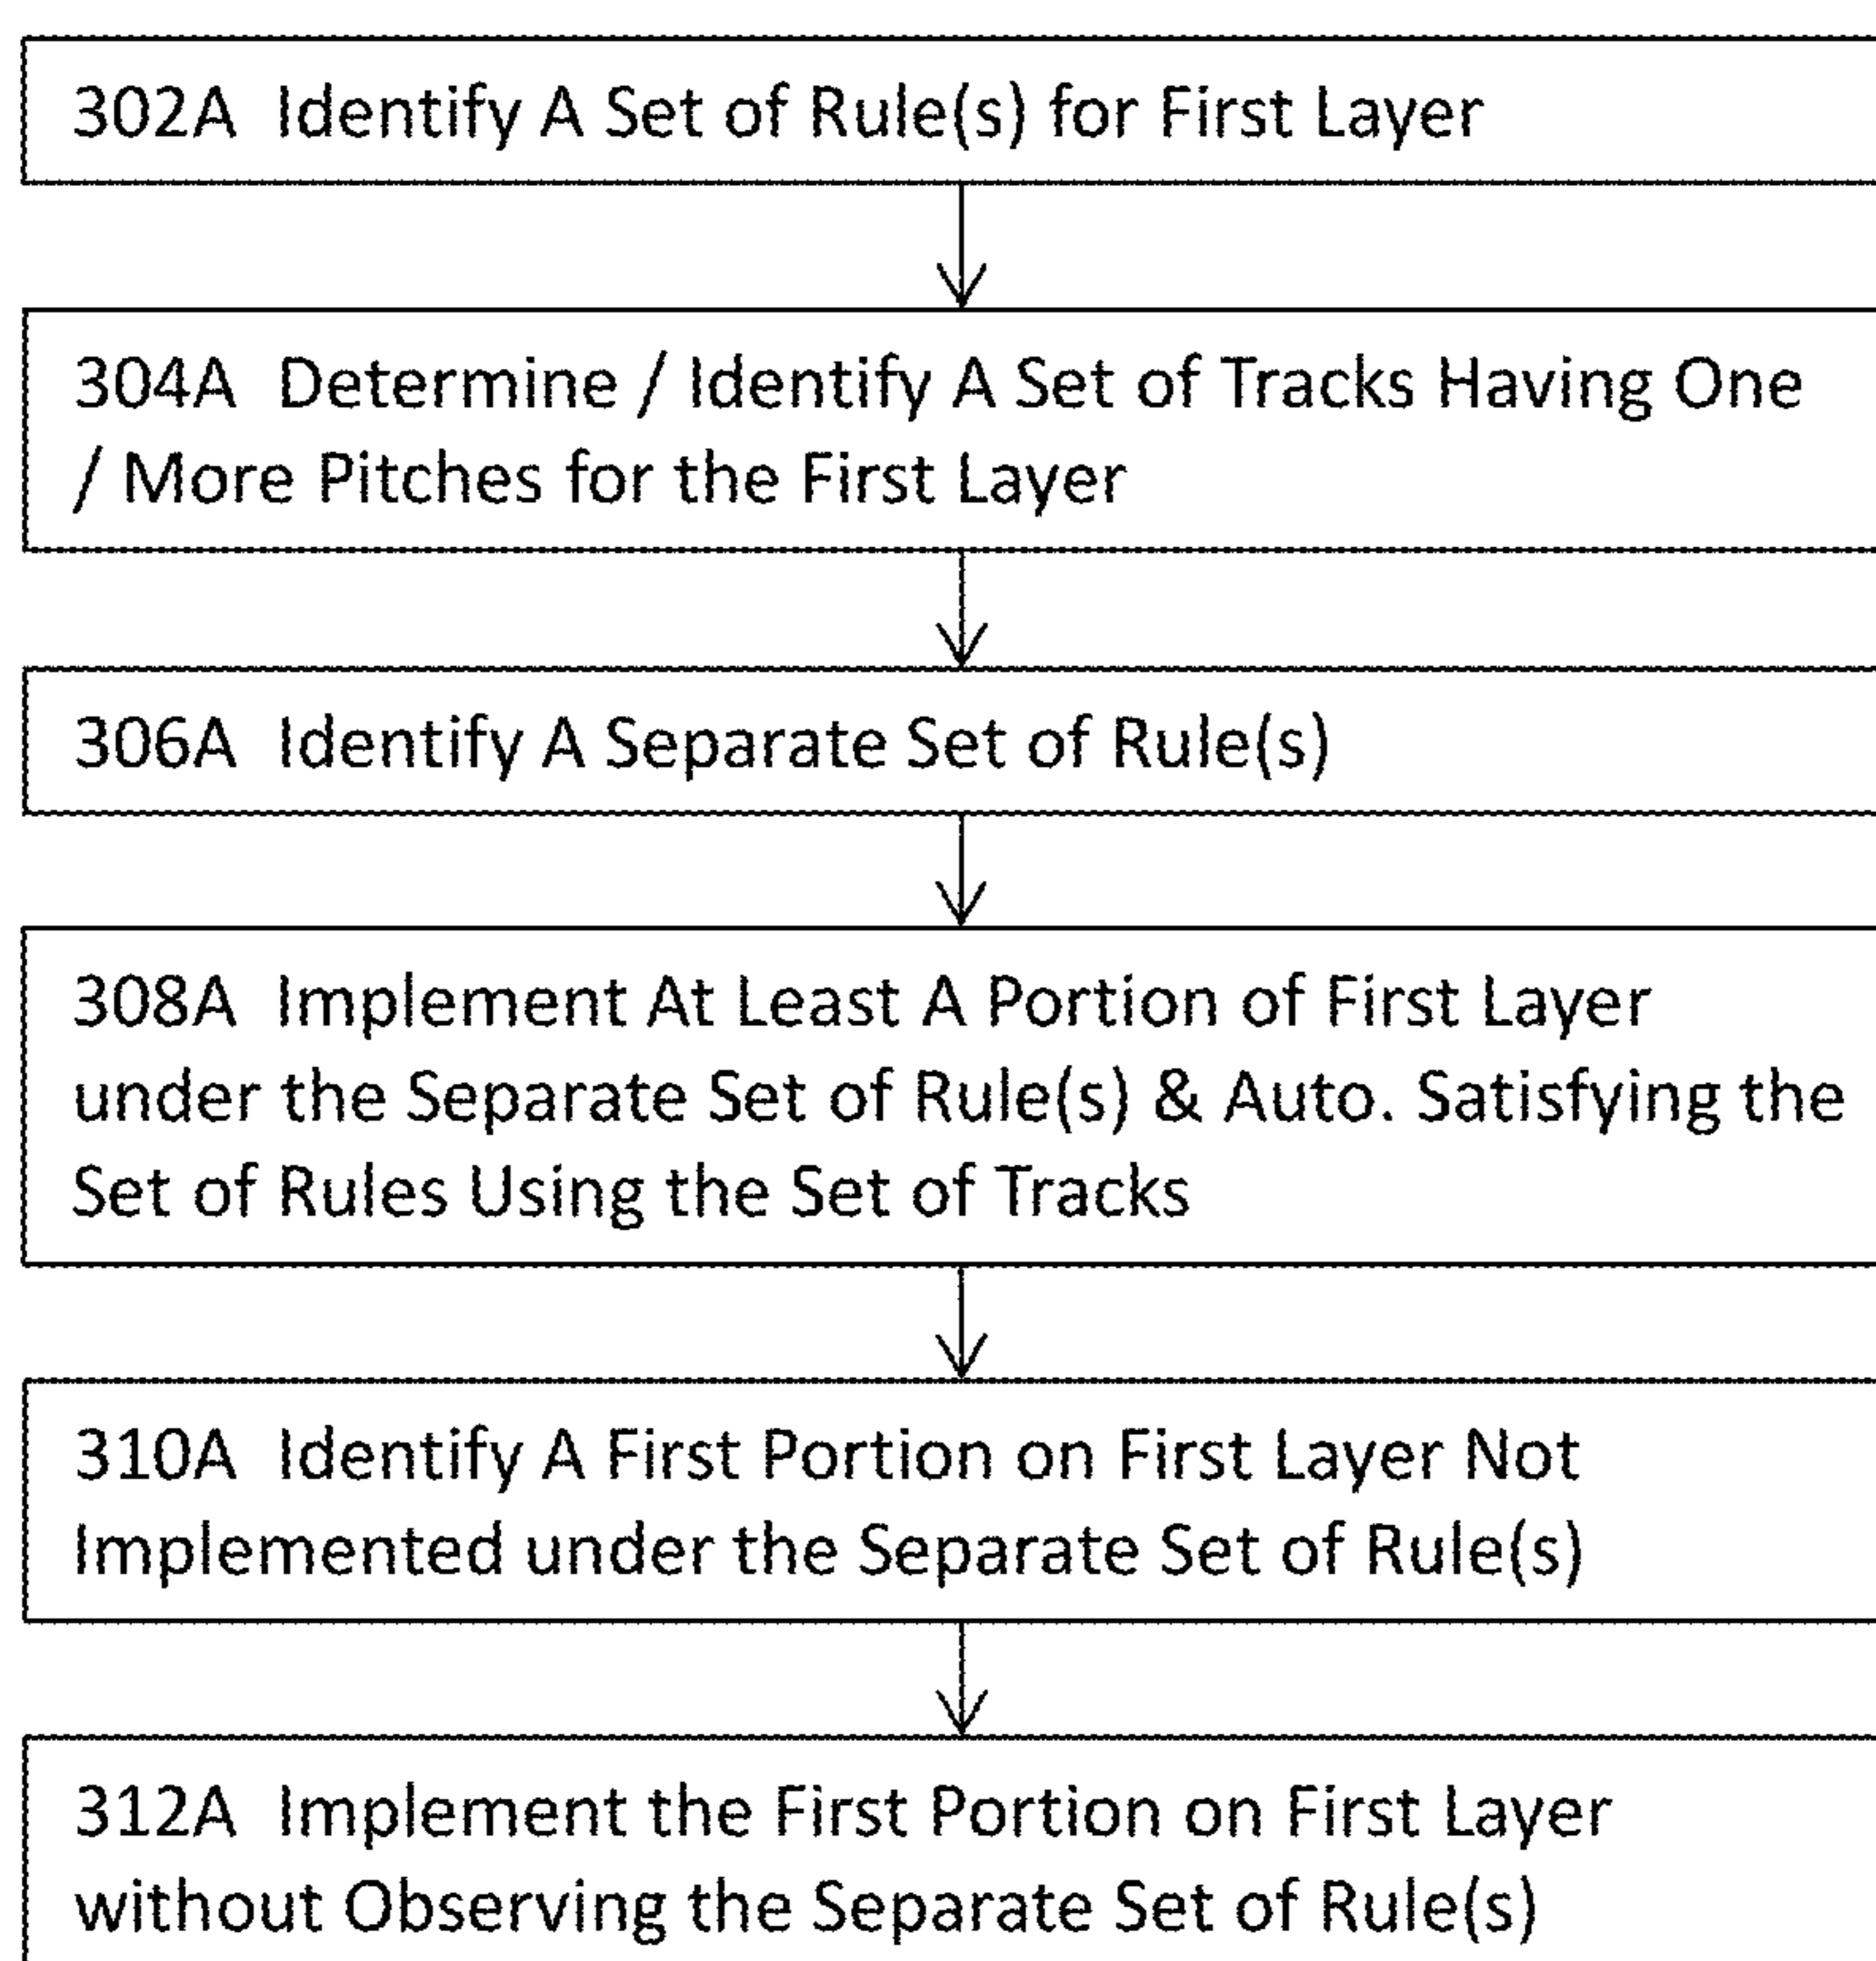 302A Identify A Set of Rule(s) for First Layer
304A Determine / Identify A Set of Tracks Having One
/ More Pitches for the First Layer
306A Identify A Separate Set of Rule(s)
308A Implement At Least A Portion of First Layer
under the Separate Set of Rule(s) & Auto. Satisfying the
Set of Rules Using the Set of Tracks
310A Identify A First Portion on First Layer Not
Implemented under the Separate Set of Rule(s)
312A Implement the First Portion on First Layer
without Observing the Separate Set of Rule(s)